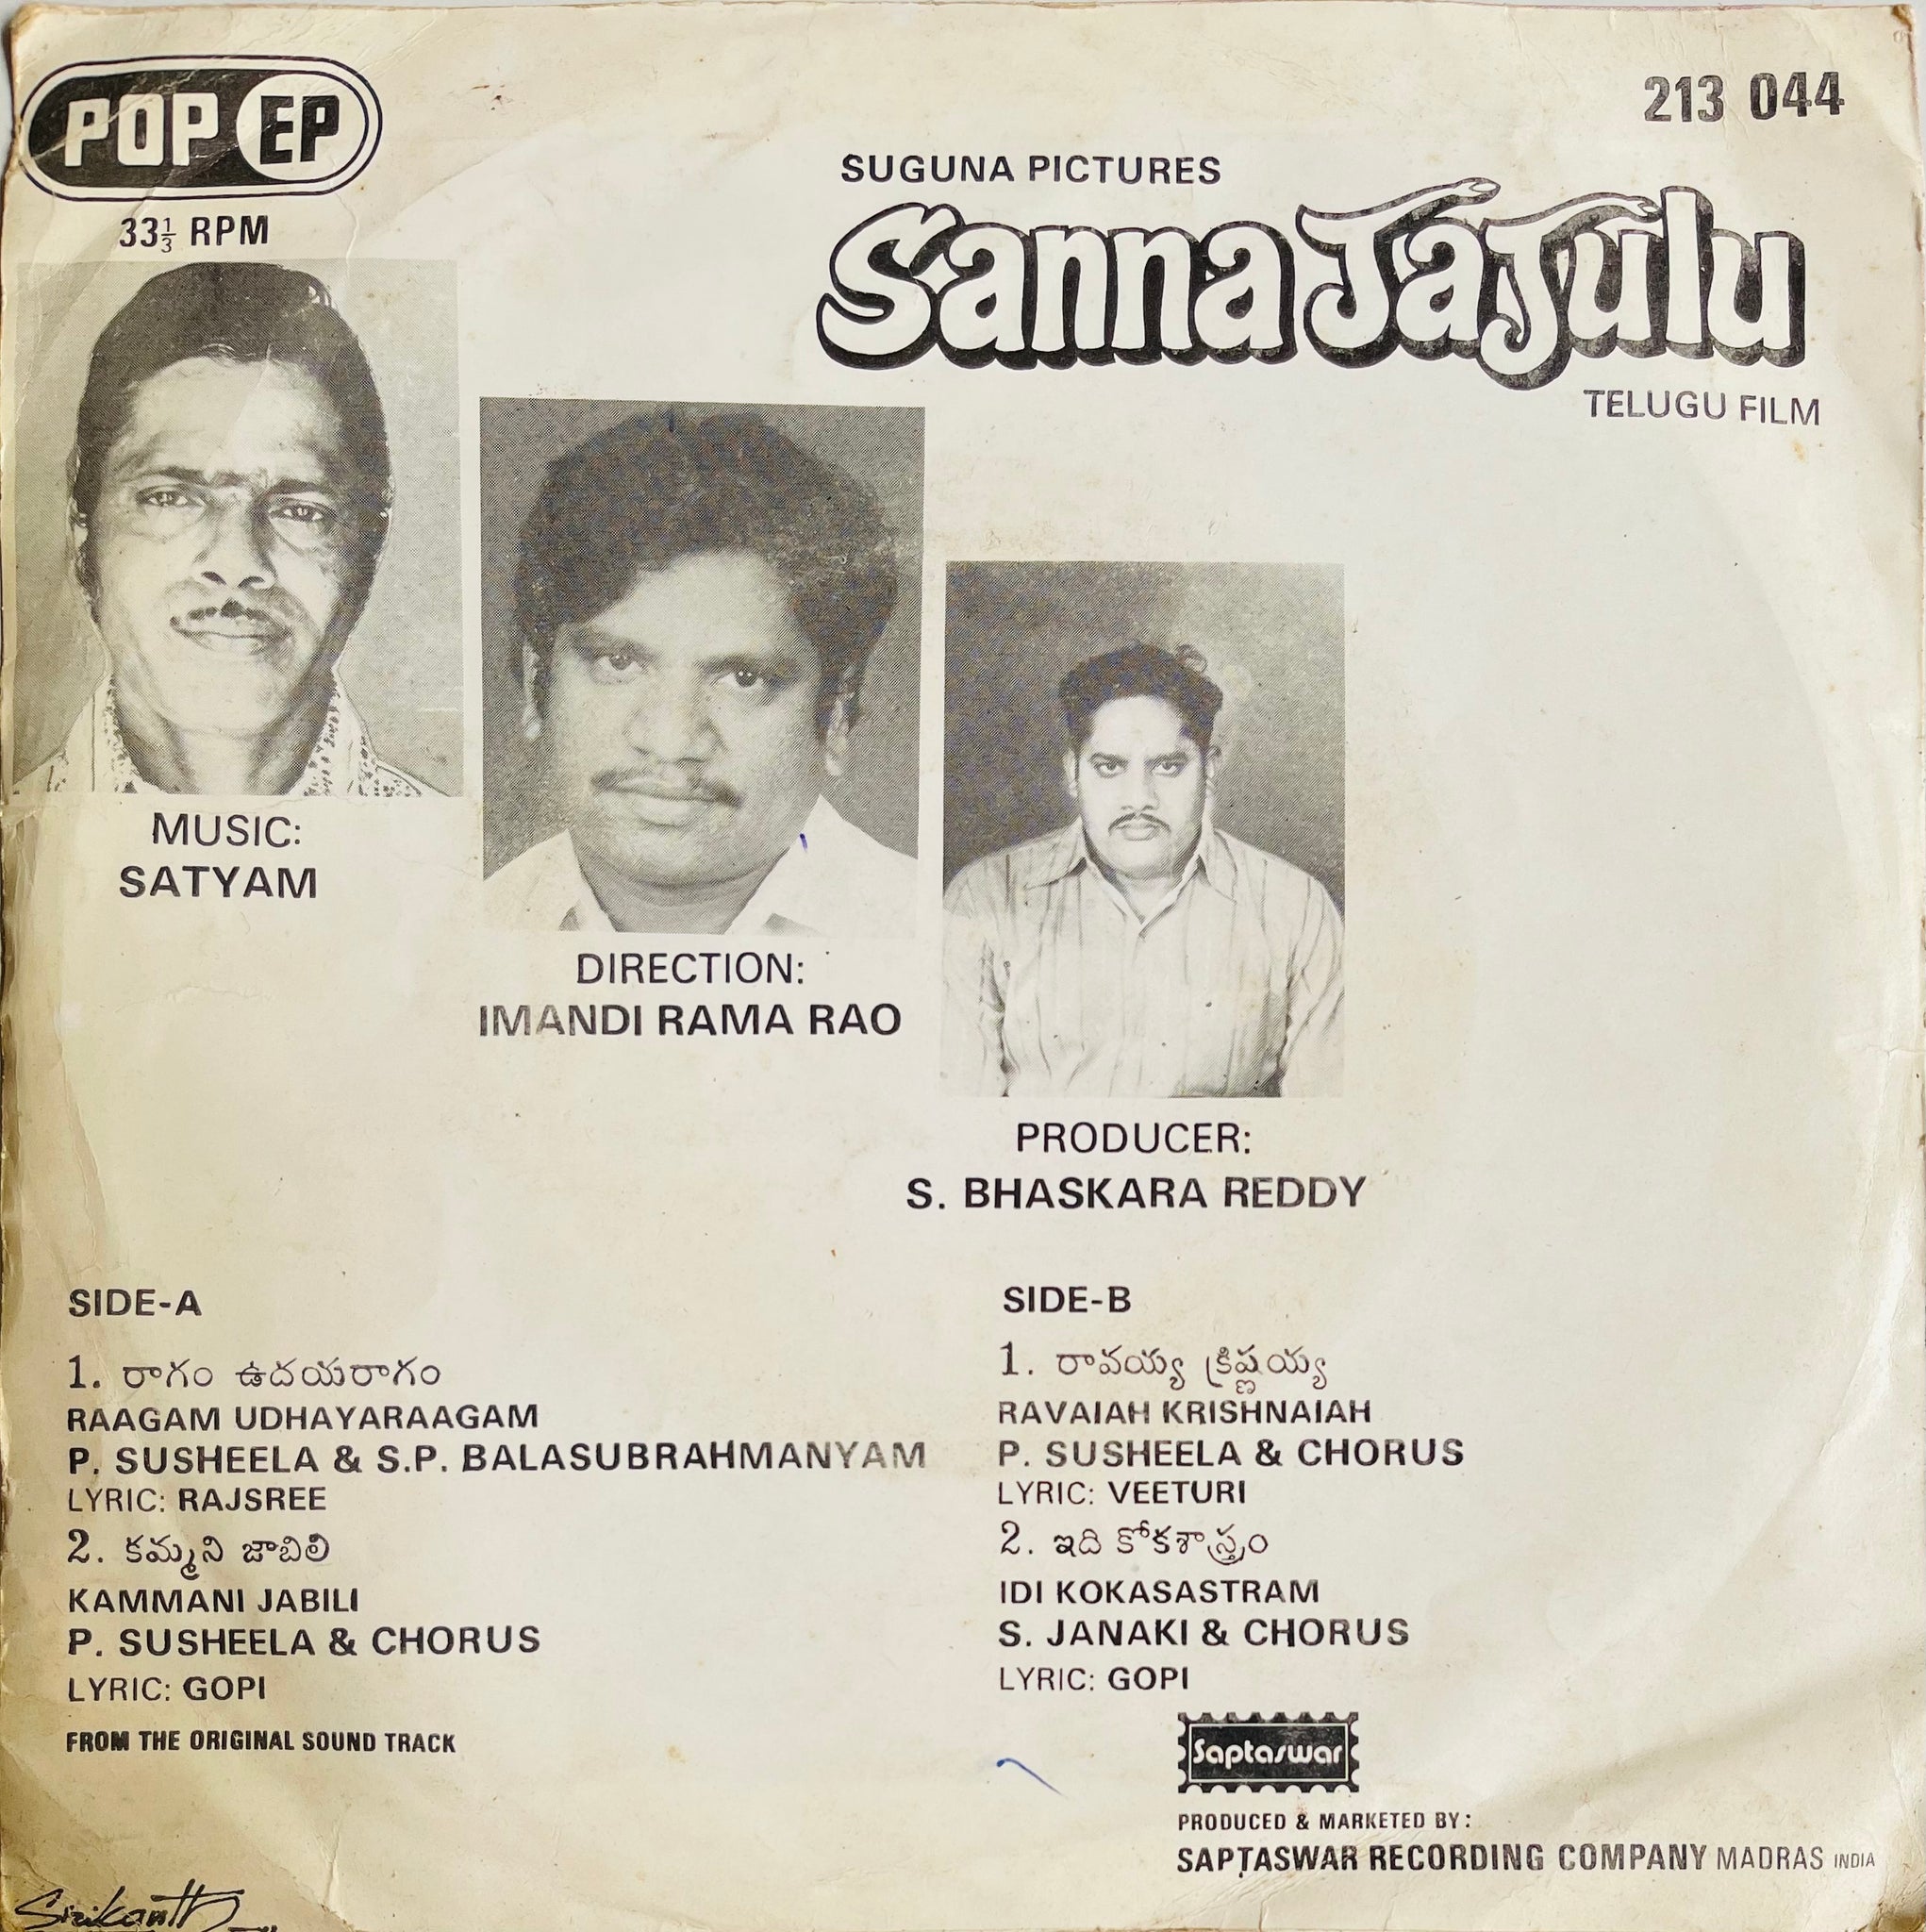 POP EP
33⅓ RPM
213 044
SUGUNA PICTURES
Sanna Jajulu
TELUGU FILM
MUSIC:
SATYAM
DIRECTION:
IMANDI RAMA RAO
PRODUCER:
S. BHASKARA REDDY
SIDE-A
1. రాగం ఉదయరాగం
RAAGAM UDHAYARAAGAM
P. SUSHEELA & S.P. BALASUBRAHMANYAM
LYRIC: RAJSREE
2. కమ్మని జాబిలి
KAMMANI JABILI
P. SUSHEELA & CHORUS
LYRIC: GOPI
FROM THE ORIGINAL SOUND TRACK
SIDE-B
1. రావయ్య క్రిష్ణయ్య
RAVAIAH KRISHNAIAH
P. SUSHEELA & CHORUS
LYRIC: VEETURI
2. ఇది కోకశాస్త్రం
IDI KOKASASTRAM
S. JANAKI & CHORUS
LYRIC: GOPI
Saptaswar
PRODUCED & MARKETED BY:
SAPTASWAR RECORDING COMPANY MADRAS INDIA
Srikanth